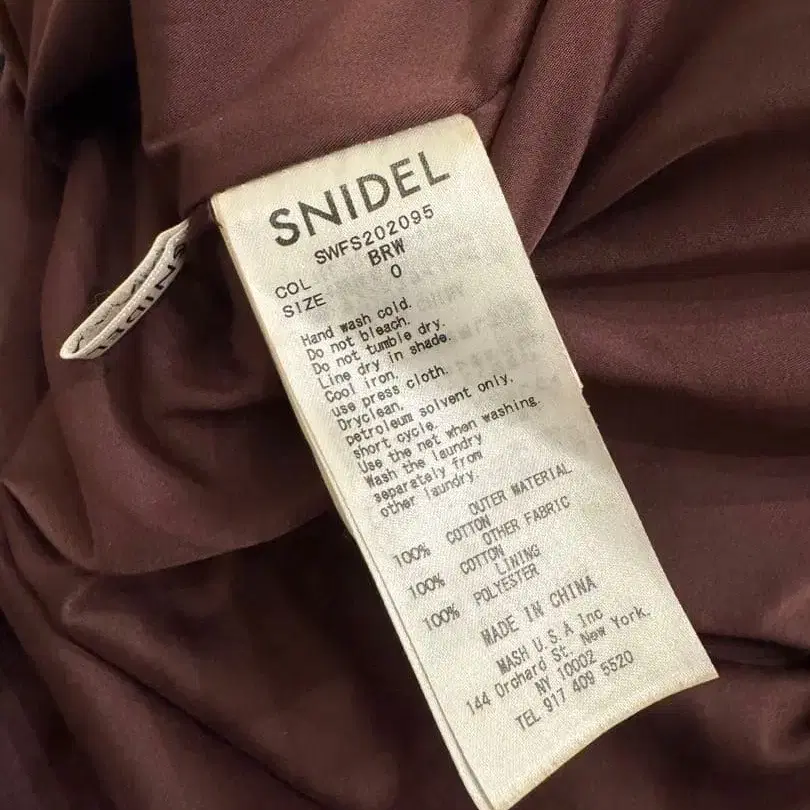 SNIDEL
SWFS202095
COL BRW
SIZE 0
Hand wash cold.
Do not bleach.
Do not tumble dry.
Line dry in shade.
Cool iron.
use press cloth.
Dryclean.
petroleum solvent only,
short cycle.
Use the net when washing.
Wash the laundry
separately from
other laundry.
OUTER MATERIAL
100% COTTON
OTHER FABRIC
100% COTTON
LINING
100% POLYESTER
MADE IN CHINA
MASH U.S.A Inc
144 Orchard St, New York,
NY 10002
TEL 917 409 5520